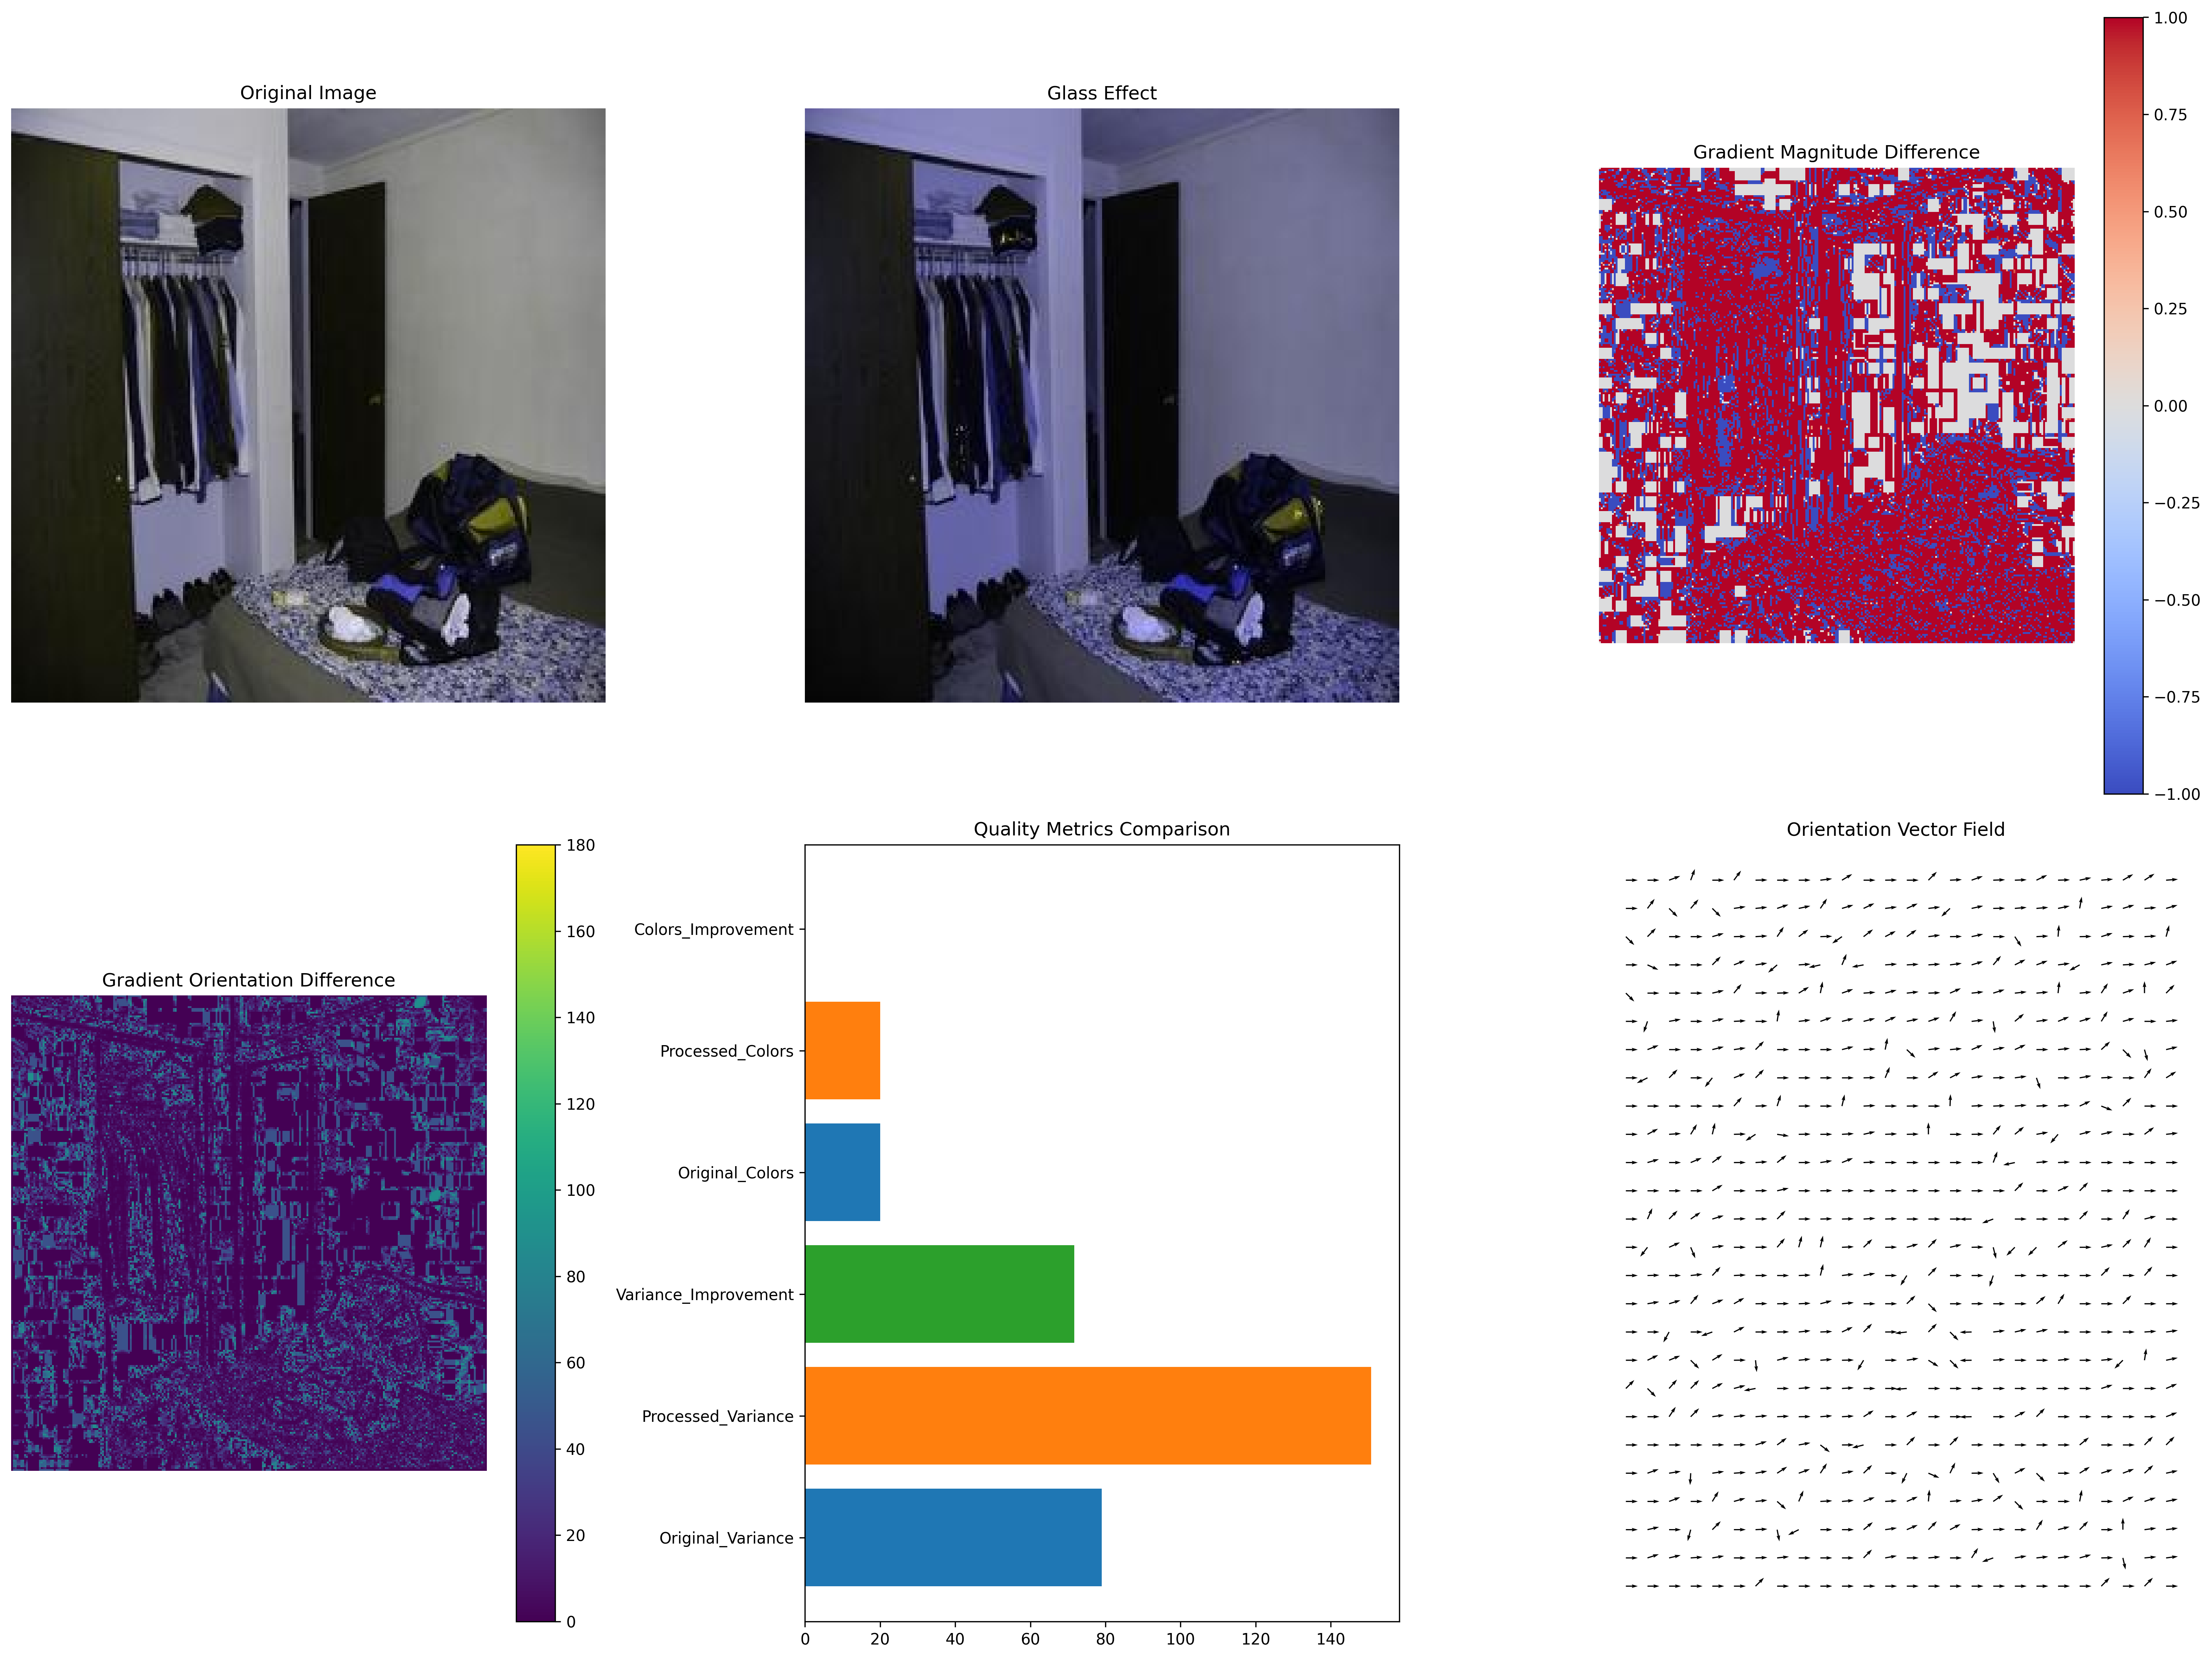 Original Image
Glass Effect
Gradient Magnitude Difference
1.00
0.75
0.50
0.25
0.00
−0.25
−0.50
−0.75
−1.00
Gradient Orientation Difference
180
160
140
120
100
80
60
40
20
0
Quality Metrics Comparison
Colors_Improvement
Processed_Colors
Original_Colors
Variance_Improvement
Processed_Variance
Original_Variance
0 20 40 60 80 100 120 140
Orientation Vector Field